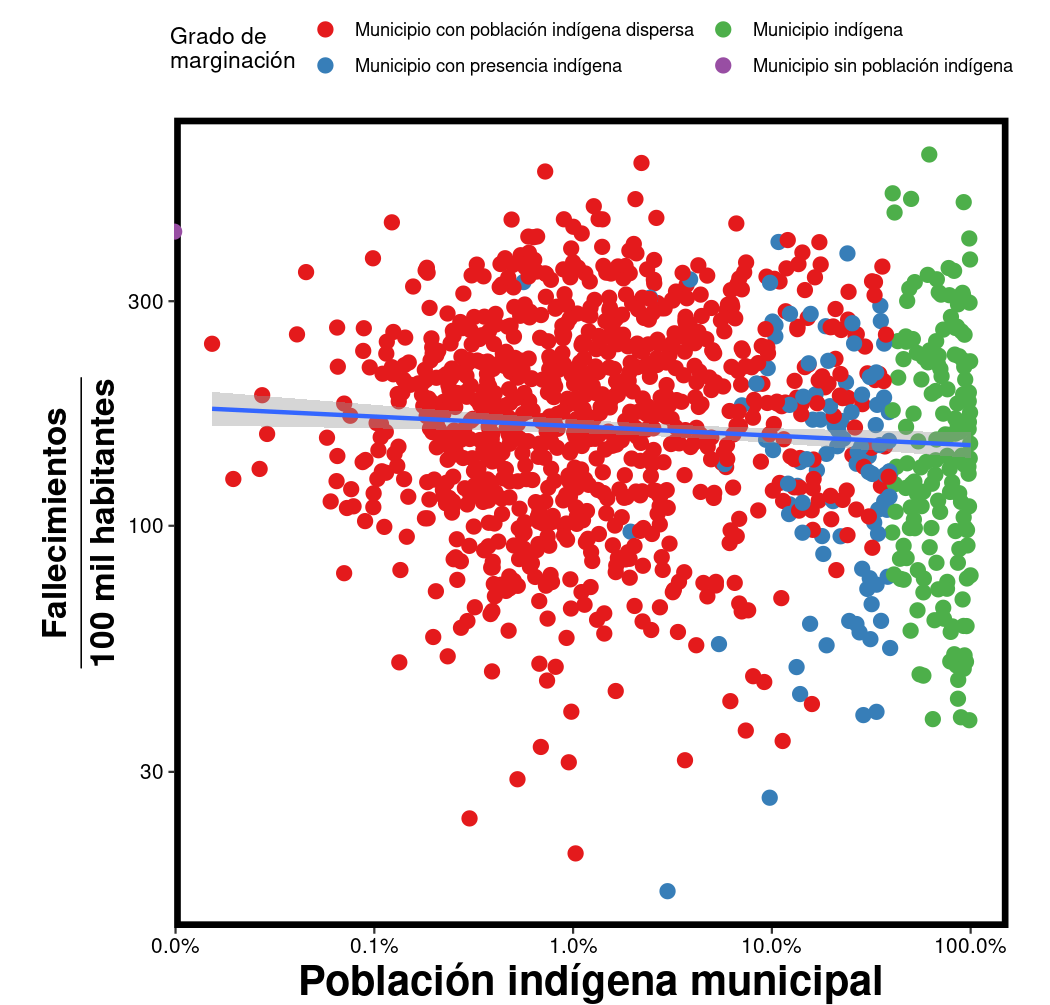 Grado de
marginación
Municipio con población indígena dispersa
Municipio indígena
Municipio con presencia indígena
Municipio sin población indígena
Fallecimientos
100 mil habitantes
300
100
30
0.0%
0.1%
1.0%
10.0%
100.0%
Población indígena municipal